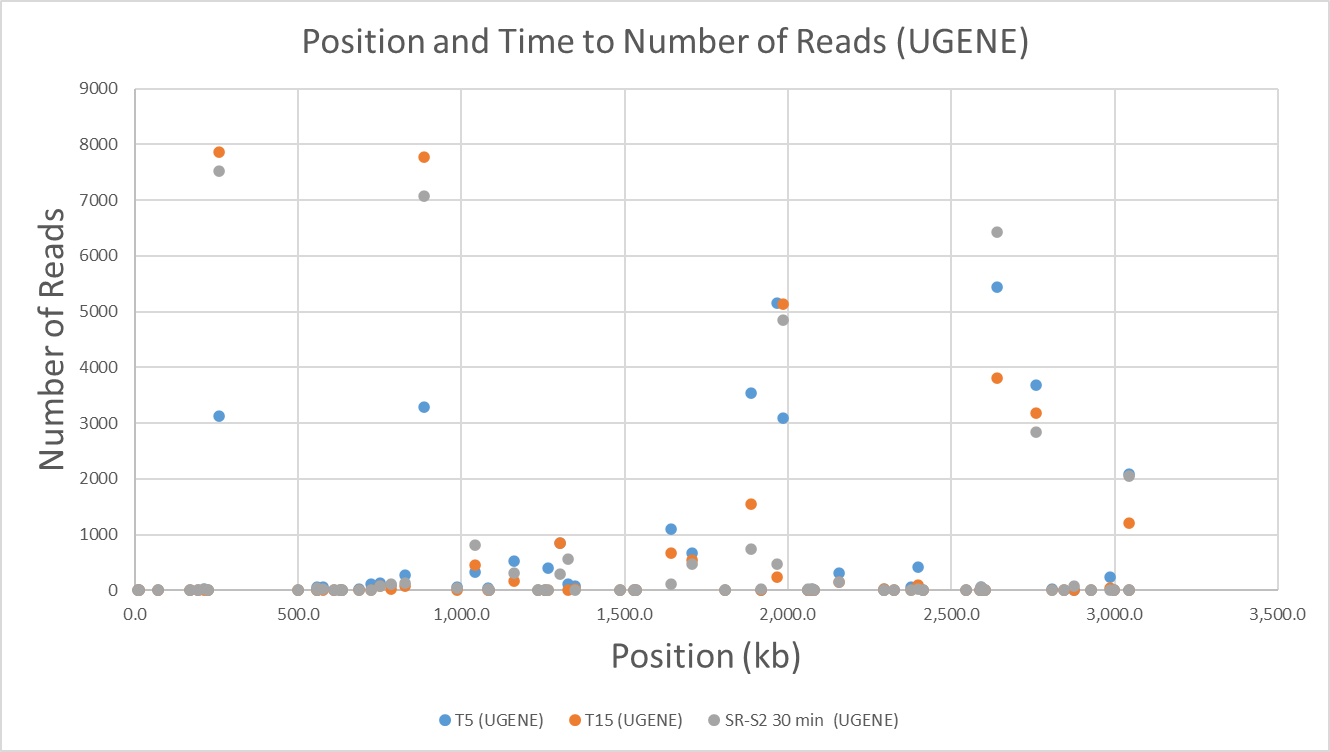 Position and Time to Number of Reads (UGENE)
9000
8000
7000
6000
5000
4000
3000
2000
1000
0
Number of Reads
0.0 500.0 1,000.0 1,500.0 2,000.0 2,500.0 3,000.0 3,500.0
Position (kb)
T5 (UGENE) T15 (UGENE) SR-S2 30 min (UGENE)